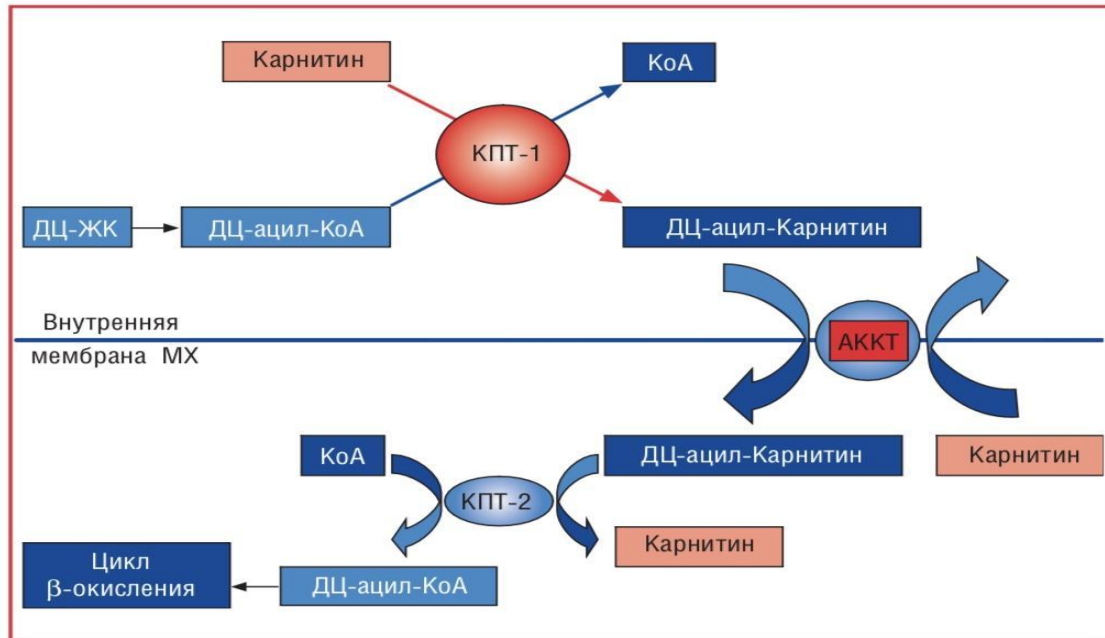 Карнитин
КоА
КПТ-1
ДЦ-ЖК
ДЦ-ацил-КоА
ДЦ-ацил-Карнитин
Внутренняя
мембрана МХ
АККТ
КоА
ДЦ-ацил-Карнитин
Карнитин
КПТ-2
Карнитин
Цикл
β-окисления
ДЦ-ацил-КоА